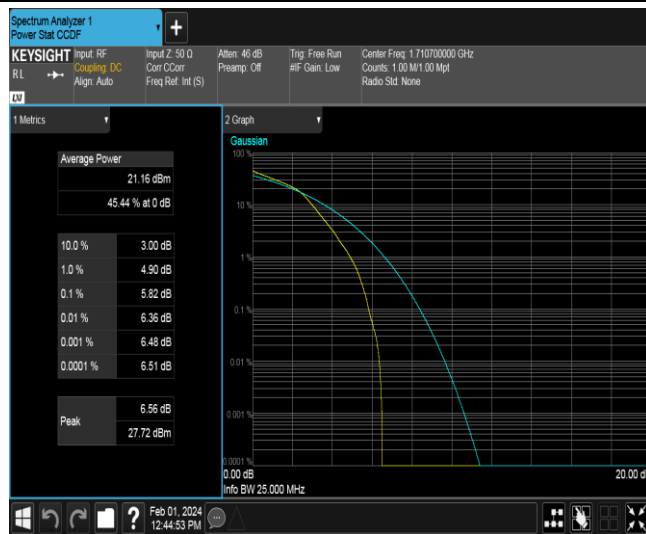 Spectrum Analyzer 1
Power Stat CCDF
KEYSIGHT
RL
Input: RF
Coupling: DC
Align: Auto
Input Z: 50 Ω
Corr CCorr
Freq Ref: Int (S)
Atten: 46 dB
Preamp: Off
Trig: Free Run
#IF Gain: Low
Center Freq: 1.710700000 GHz
Counts: 1.00 M/1.00 Mpt
Radio Std: None
LXI
1 Metrics
Average Power
21.16 dBm
45.44 % at 0 dB
10.0 % 3.00 dB
1.0 % 4.90 dB
0.1 % 5.82 dB
0.01 % 6.36 dB
0.001 % 6.48 dB
0.0001 % 6.51 dB
Peak
6.56 dB
27.72 dBm
2 Graph
Gaussian
100 %
10 %
1 %
0.1 %
0.01 %
0.001 %
0.0001 %
0.00 dB
20.00 d
Info BW 25.000 MHz
?
Feb 01, 2024
12:44:53 PM